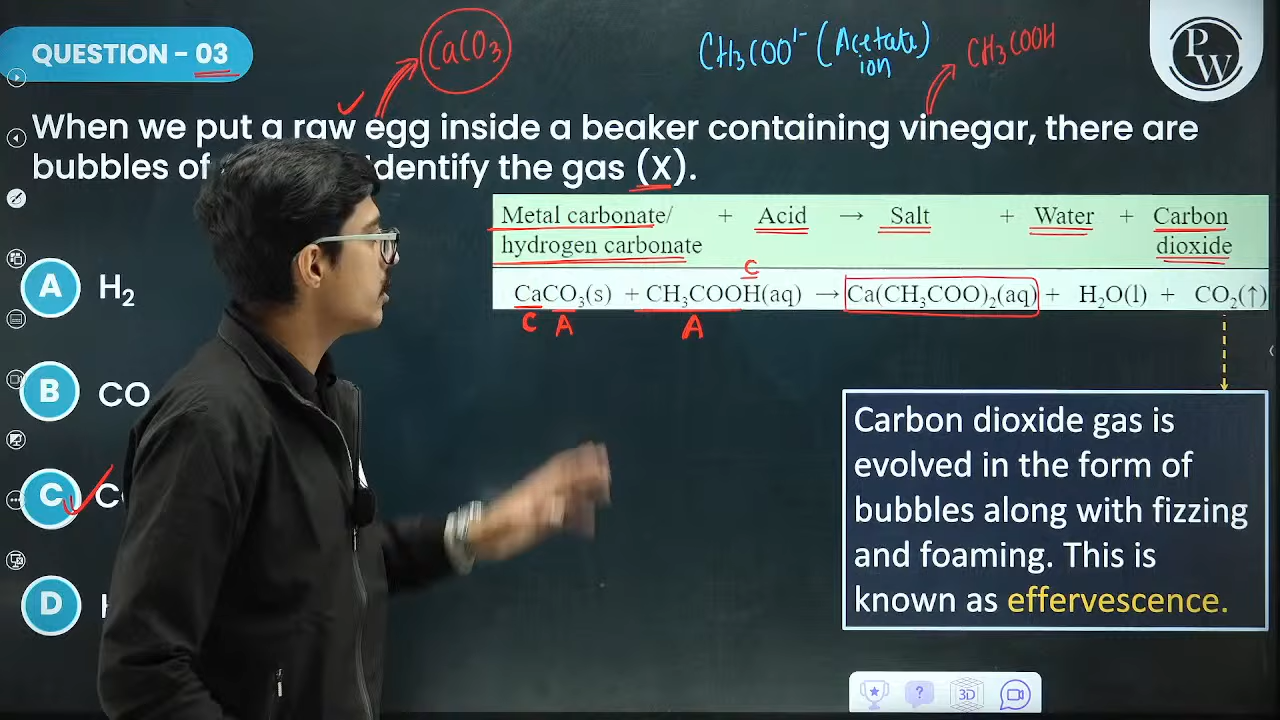 QUESTION - 03
CaCO3
CH3COO1- (Acetate ion)
CH3COOH
PW
When we put a raw egg inside a beaker containing vinegar, there are
bubbles of identify the gas (X).
Metal carbonate/ + Acid → Salt + Water + Carbon
hydrogen carbonate dioxide
C
CaCO₃(s) + CH₃COOH(aq) → Ca(CH₃COO)₂(aq) + H₂O(l) + CO₂(↑)
C A A
A H₂
B CO
C
D
Carbon dioxide gas is
evolved in the form of
bubbles along with fizzing
and foaming. This is
known as effervescence.
3D